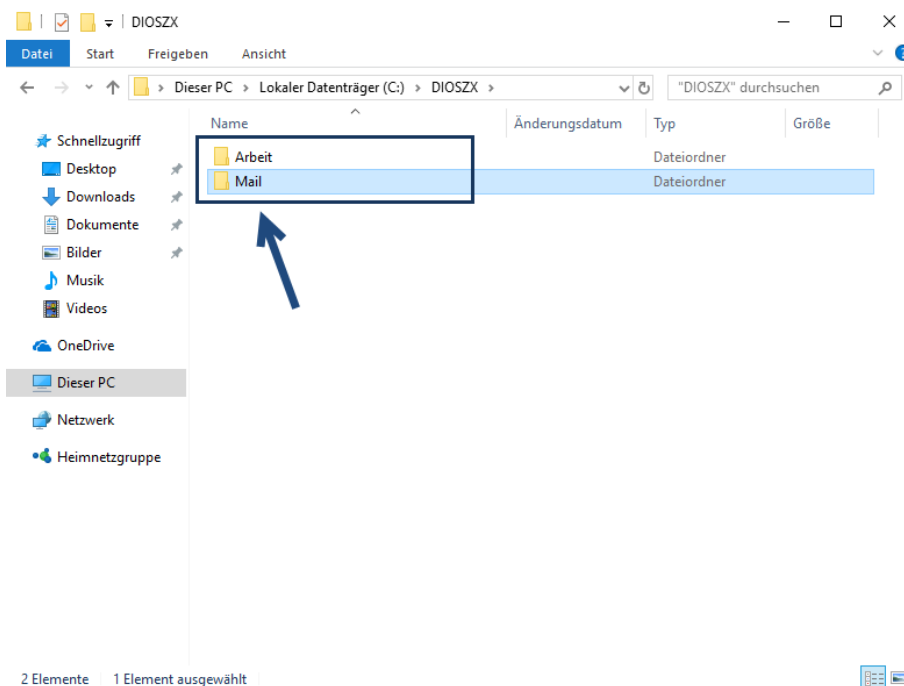 DIOSZX
Datei Start Freigeben Ansicht
Dieser PC Lokaler Datenträger (C:) DIOSZX
"DIOSZX" durchsuchen
Name Änderungsdatum Typ Größe
Schnellzugriff
Desktop
Downloads
Dokumente
Bilder
Musik
Videos
OneDrive
Dieser PC
Netzwerk
Heimnetzgruppe
Arbeit Dateiordner
Mail Dateiordner
2 Elemente 1 Element ausgewählt